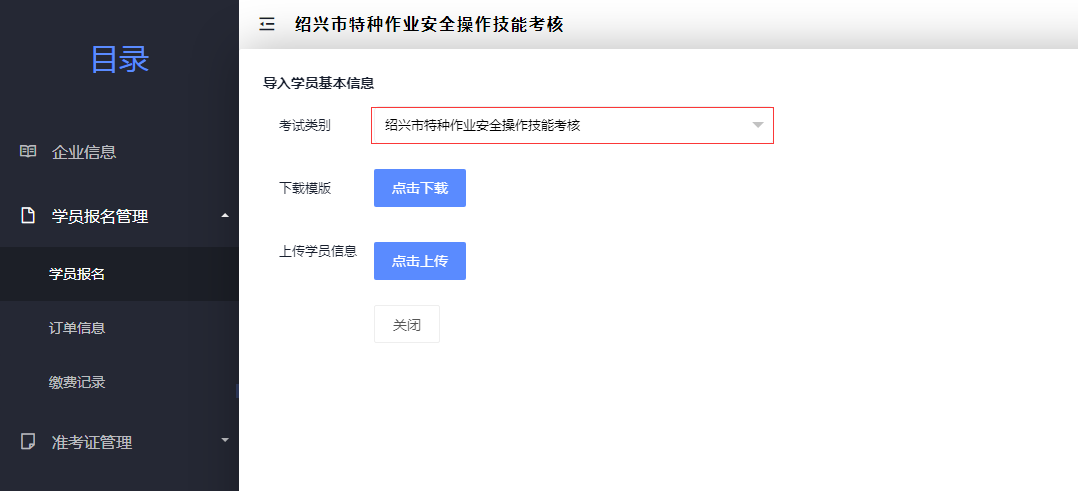 目录
企业信息
学员报名管理
学员报名
订单信息
缴费记录
准考证管理
绍兴市特种作业安全操作技能考核
导入学员基本信息
考试类别
绍兴市特种作业安全操作技能考核
下载模版
点击下载
上传学员信息
点击上传
关闭